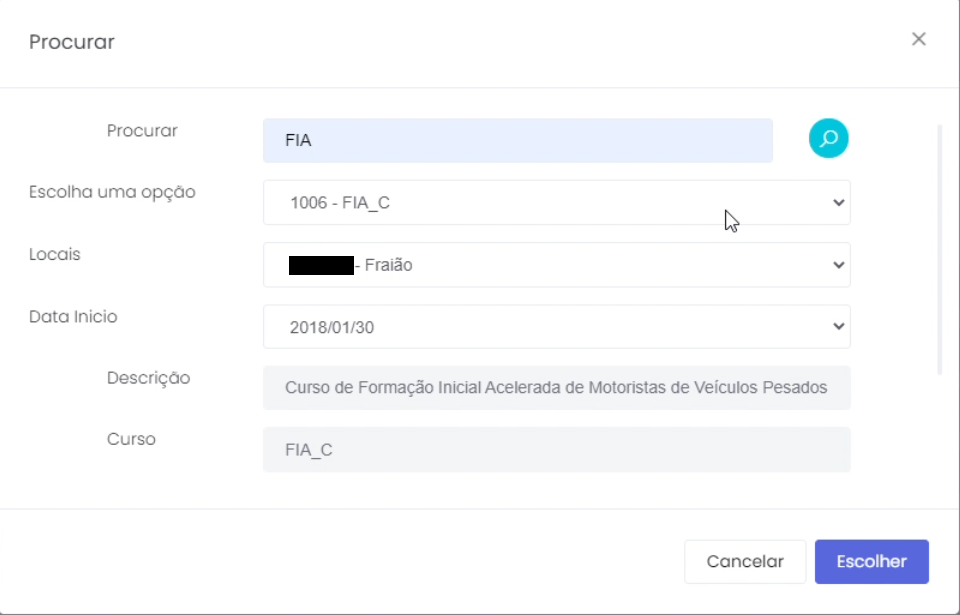 Procurar
Procurar FIA
Escolha uma opção 1006 - FIA_C
Locais - Fraião
Data Inicio 2018/01/30
Descrição Curso de Formação Inicial Acelerada de Motoristas de Veículos Pesados
Curso FIA_C
Cancelar Escolher